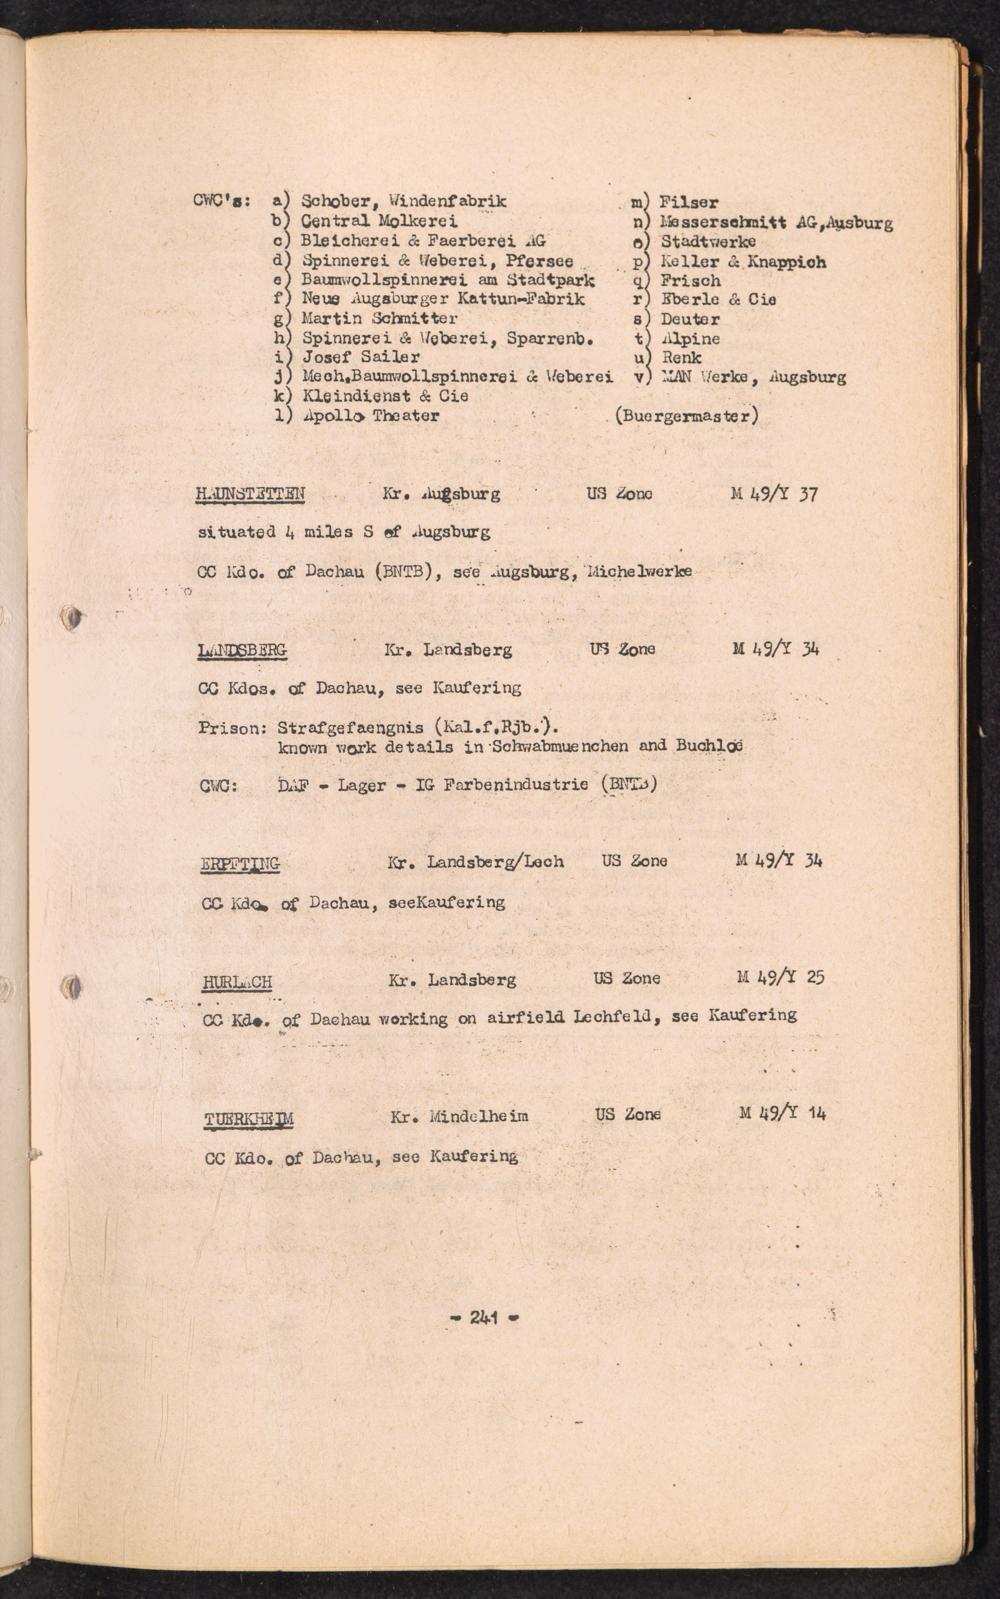 CWC's: a) Schober, Windenfabrik m) Filser
b) Central Molkerei n) Messerschmitt AG,Ausburg
c) Bleicherei & Faerberei AG o) Stadtwerke
d) Spinnerei & Weberei, Pfersee p) Keller & Knappich
e) Baumwollspinnerei am Stadtpark q) Frisch
f) Neue Augsburger Kattun-Fabrik r) Eberle & Cie
g) Martin Schmitter s) Deuter
h) Spinnerei & Weberei, Sparrenb. t) Alpine
i) Josef Sailer u) Renk
j) Mech.Baumwollspinnerei & Weberei v) MAN Werke, Augsburg
k) Kleindienst & Cie
l) Apollo Theater (Buergermaster)
HAUNSTETTEN Kr. Augsburg US Zone M 49/Y 37
situated 4 miles S of Augsburg
CC Kdo. of Dachau (BNTB), see Augsburg, Michelwerke
LANDSBERG Kr. Landsberg US Zone M 49/Y 34
CC Kdos. of Dachau, see Kaufering
Prison: Strafgefaengnis (Kal.f.Rjb.).
known work details in Schwabmuenchen and Buchloe
CWC: DAF - Lager - IG Farbenindustrie (BNTB)
ERPFTING Kr. Landsberg/Lech US Zone M 49/Y 34
CC Kdo. of Dachau, seeKaufering
HURLACH Kr. Landsberg US Zone M 49/Y 25
CC Kdo. of Dachau working on airfield Lechfeld, see Kaufering
TUERKHEIM Kr. Mindelheim US Zone M 49/Y 14
CC Kdo. of Dachau, see Kaufering
- 241 -